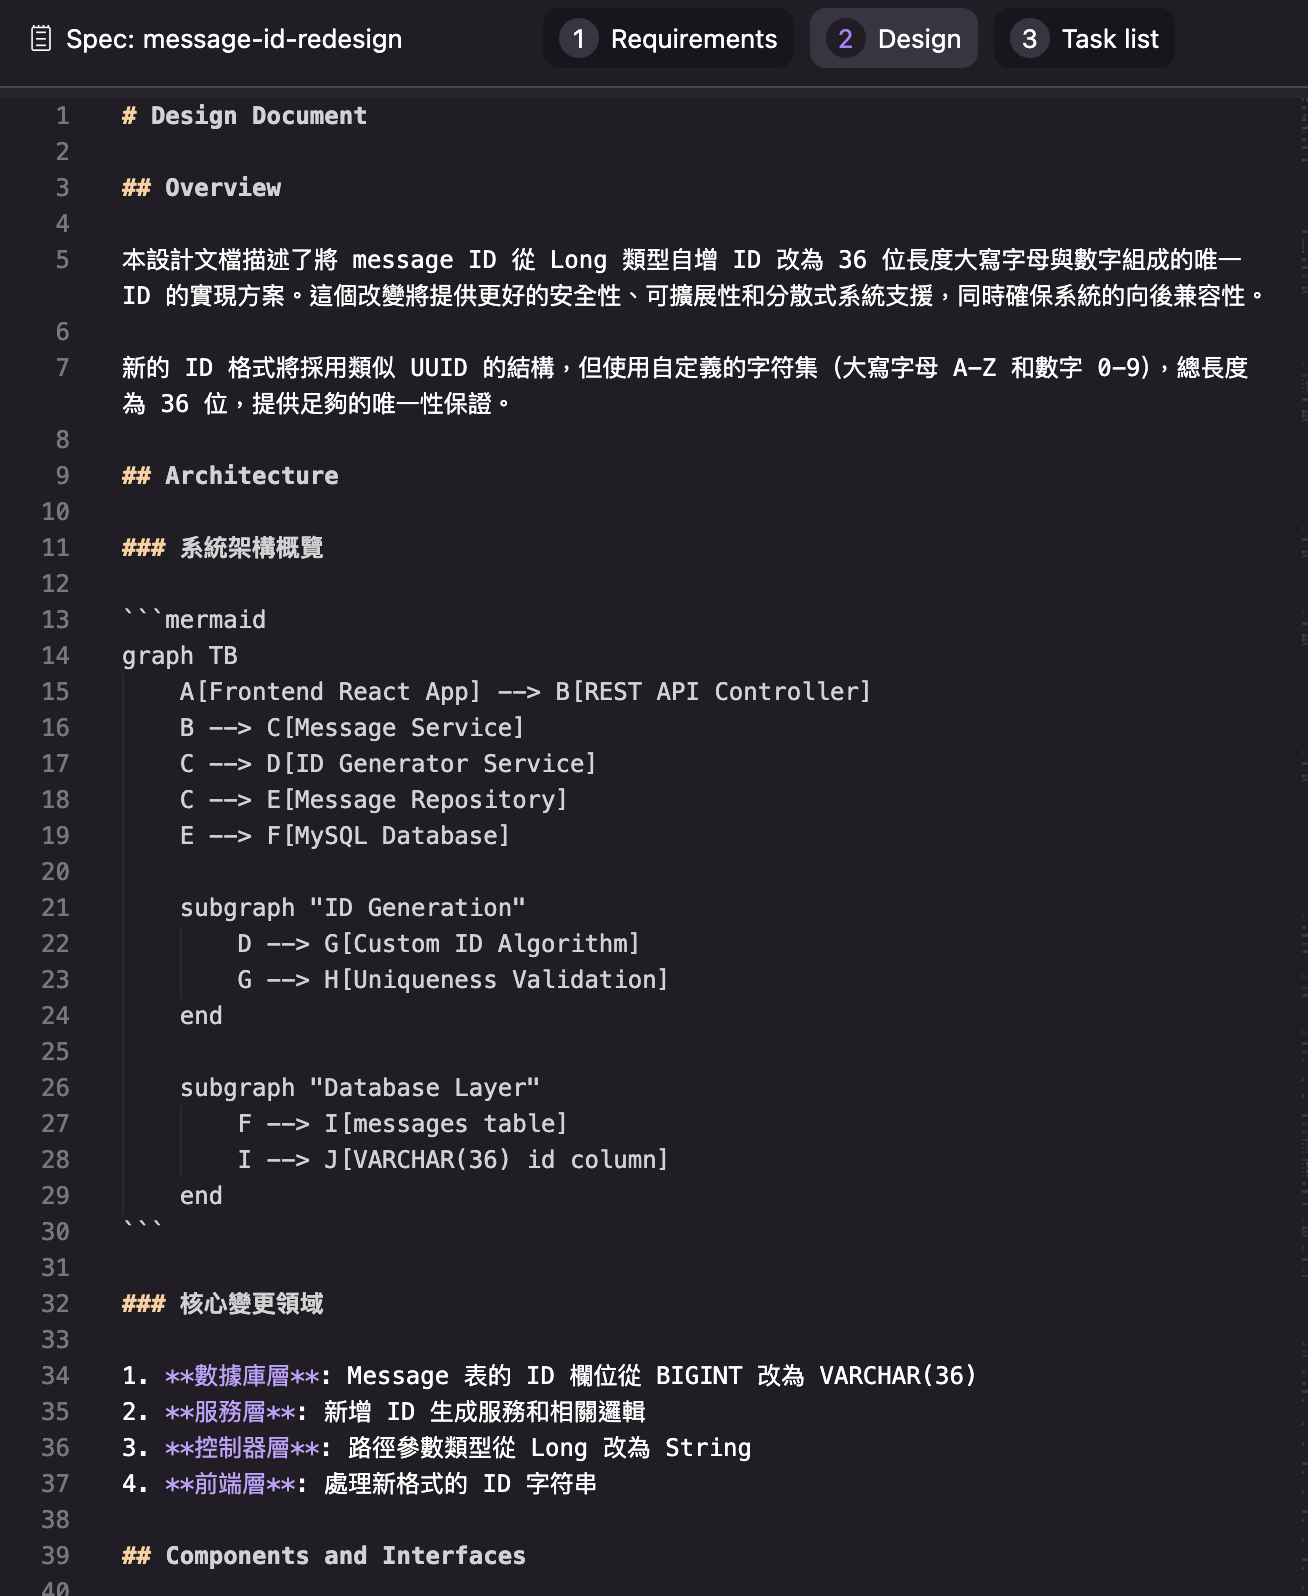 Spec: message-id-redesign
1 Requirements
2 Design
3 Task list
1 # Design Document
2
3 ## Overview
4
5 本設計文檔描述了將 message ID 從 Long 類型自增 ID 改為 36 位長度大寫字母與數字組成的唯一
ID 的實現方案。這個改變將提供更好的安全性、可擴展性和分散式系統支援，同時確保系統的向後兼容性。
6
7 新的 ID 格式將採用類似 UUID 的結構，但使用自定義的字符集 (大寫字母 A-Z 和數字 0-9)，總長度
為 36 位，提供足夠的唯一性保證。
8
9 ## Architecture
10
11 ### 系統架構概覽
12
13 ```mermaid
14 graph TB
15 A[Frontend React App] --> B[REST API Controller]
16 B --> C[Message Service]
17 C --> D[ID Generator Service]
18 C --> E[Message Repository]
19 E --> F[MySQL Database]
20
21 subgraph "ID Generation"
22 D --> G[Custom ID Algorithm]
23 G --> H[Uniqueness Validation]
24 end
25
26 subgraph "Database Layer"
27 F --> I[messages table]
28 I --> J[VARCHAR(36) id column]
29 end
30 ```
31
32 ### 核心變更領域
33
34 1. **數據庫層**: Message 表的 ID 欄位從 BIGINT 改為 VARCHAR(36)
35 2. **服務層**: 新增 ID 生成服務和相關邏輯
36 3. **控制器層**: 路徑參數類型從 Long 改為 String
37 4. **前端層**: 處理新格式的 ID 字符串
38
39 ## Components and Interfaces
40